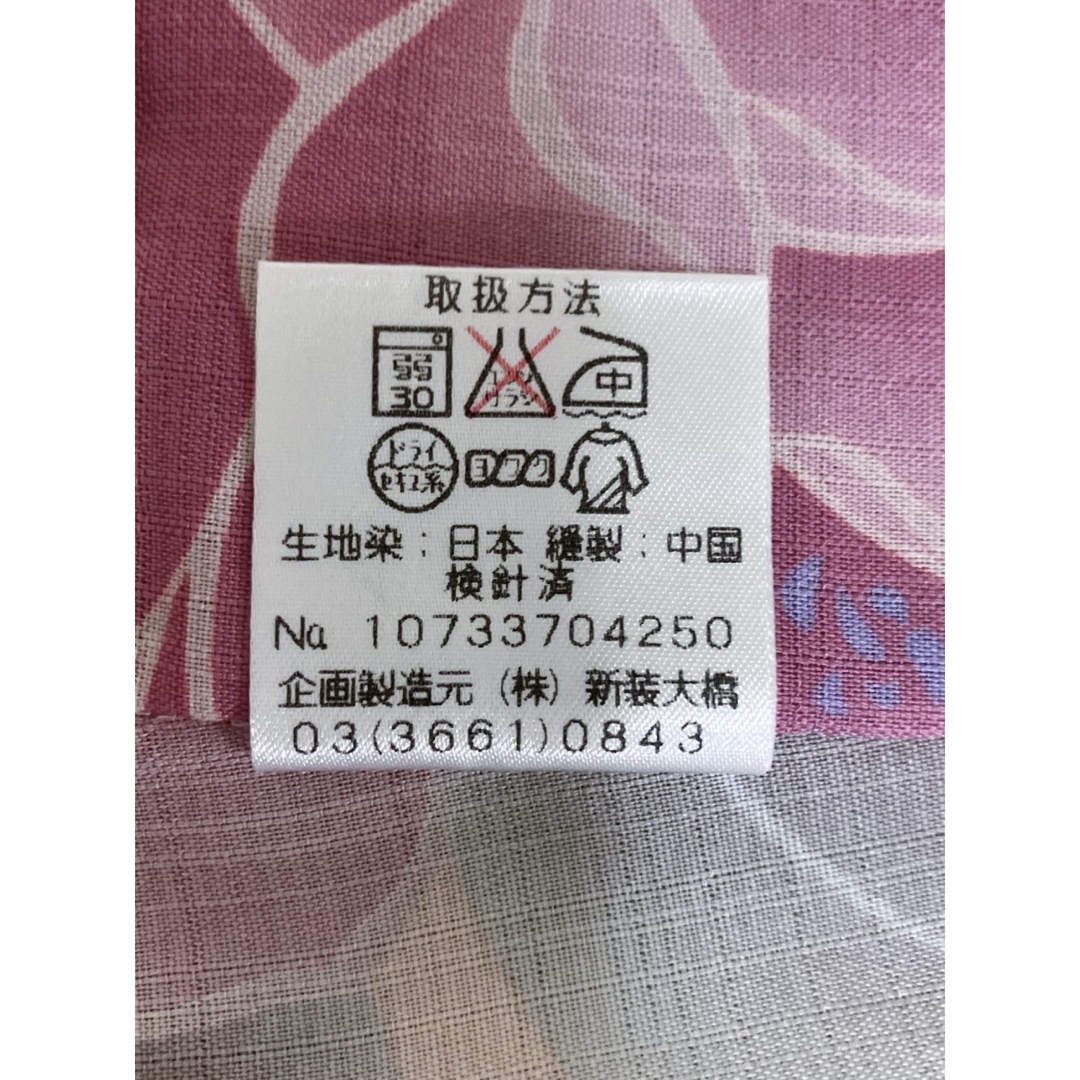 取扱方法
弱 エンソ 中
30 サラシ
ドライ ヨワク
セキユ系
生地染：日本 縫製：中国
検針済
No 10733704250
企画製造元 (株) 新装大橋
03(3661)0843